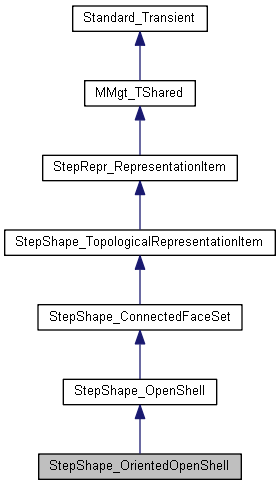 Standard_Transient
MMgt_TShared
StepRepr_RepresentationItem
StepShape_TopologicalRepresentationItem
StepShape_ConnectedFaceSet
StepShape_OpenShell
StepShape_OrientedOpenShell